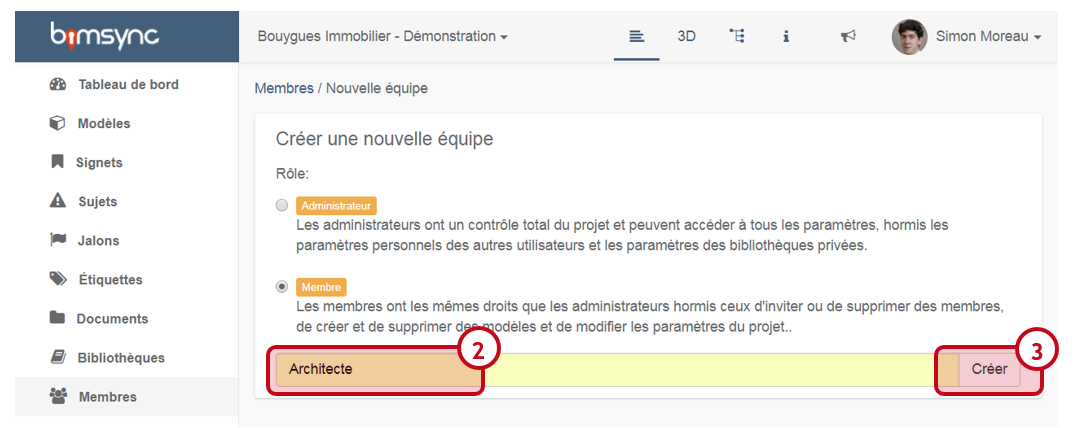 bimsync
Bouygues Immobilier - Démonstration
3D
Simon Moreau
Tableau de bord
Modèles
Signets
Sujets
Jalons
Étiquettes
Documents
Bibliothèques
Membres
Membres / Nouvelle équipe
Créer une nouvelle équipe
Rôle:
Administrateur
Les administrateurs ont un contrôle total du projet et peuvent accéder à tous les paramètres, hormis les
paramètres personnels des autres utilisateurs et les paramètres des bibliothèques privées.
Membre
Les membres ont les mêmes droits que les administrateurs hormis ceux d'inviter ou de supprimer des membres,
de créer et de supprimer des modèles et de modifier les paramètres du projet..
2
3
Architecte
Créer